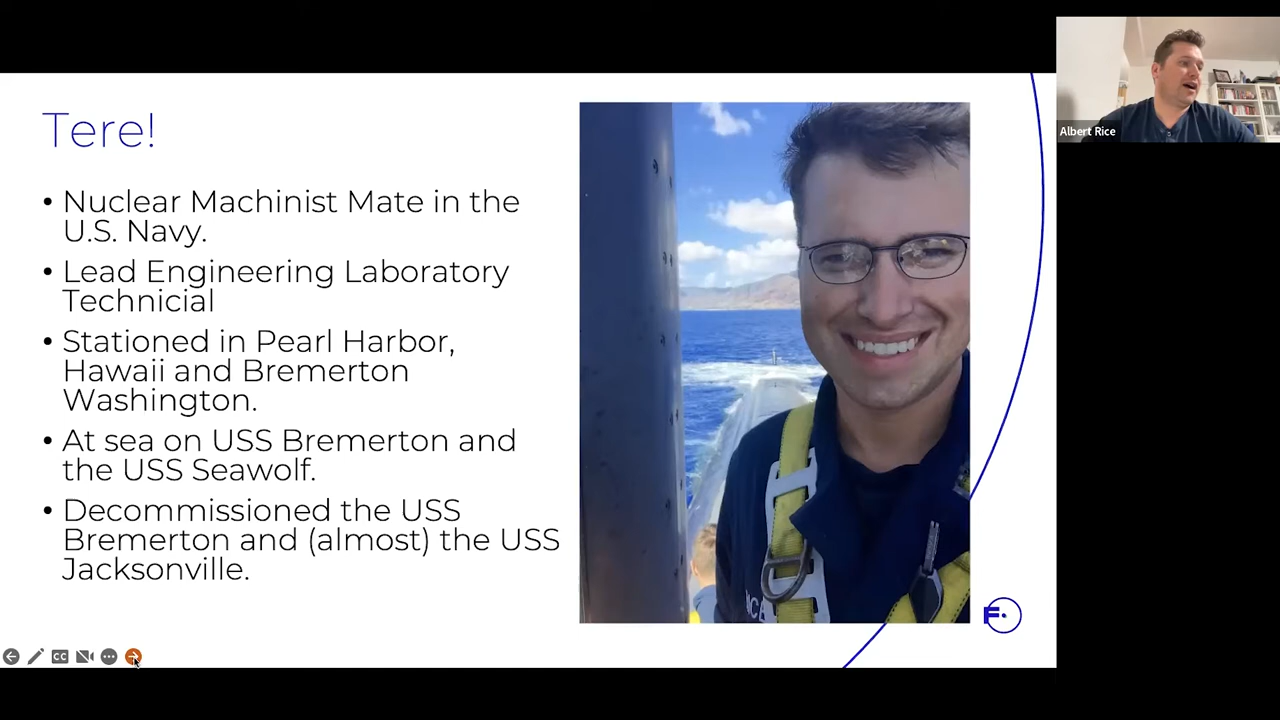 Tere!
• Nuclear Machinist Mate in the
U.S. Navy.
• Lead Engineering Laboratory
Technicial
• Stationed in Pearl Harbor,
Hawaii and Bremerton
Washington.
• At sea on USS Bremerton and
the USS Seawolf.
• Decommissioned the USS
Bremerton and (almost) the USS
Jacksonville.
Albert Rice
F.
CC